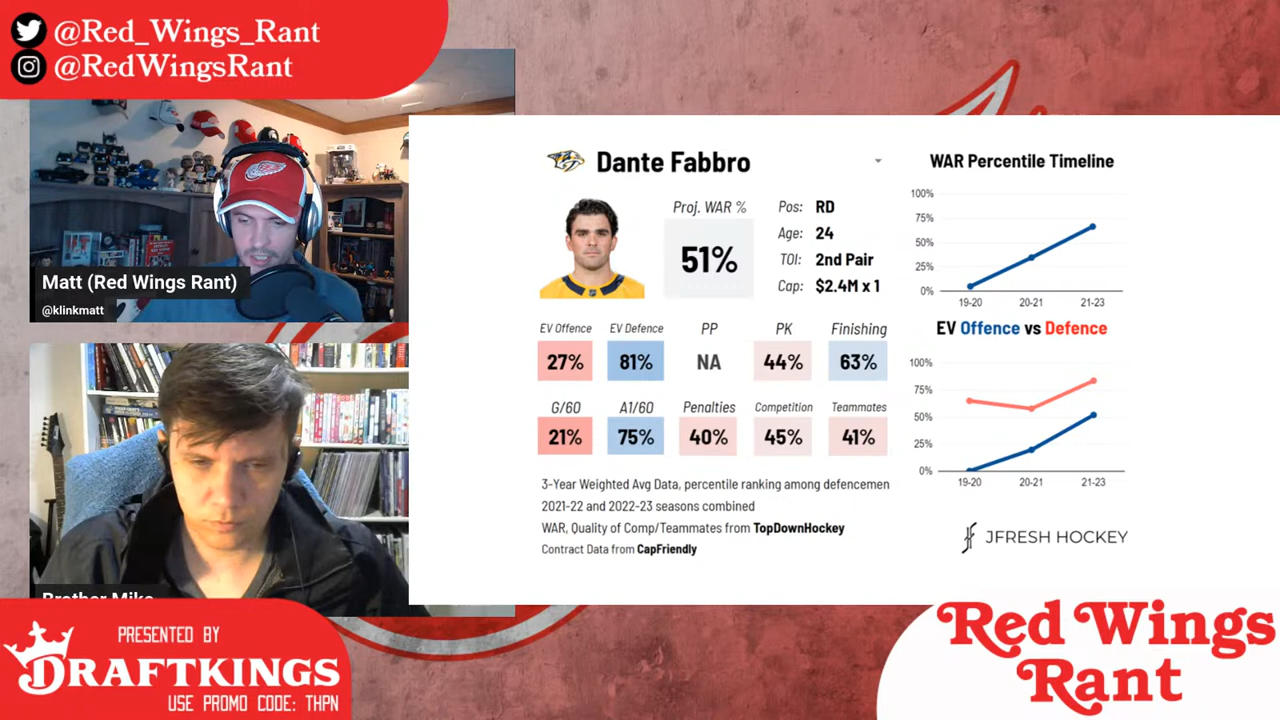 @Red_Wings_Rant
@RedWingsRant
Matt (Red Wings Rant)
@klinkmatt
Brother Mike
PRESENTED BY
DRAFTKINGS
USE PROMO CODE: THPN
Dante Fabbro
Proj. WAR %
51%
Pos: RD
Age: 24
TOI: 2nd Pair
Cap: $2.4M x 1
EV Offence EV Defence PP PK Finishing
27% 81% NA 44% 63%
G/60 A1/60 Penalties Competition Teammates
21% 75% 40% 45% 41%
3-Year Weighted Avg Data, percentile ranking among defencemen
2021-22 and 2022-23 seasons combined
WAR, Quality of Comp/Teammates from TopDownHockey
Contract Data from CapFriendly
WAR Percentile Timeline
100%
75%
50%
25%
0%
19-20 20-21 21-23
EV Offence vs Defence
100%
75%
50%
25%
0%
19-20 20-21 21-23
JFRESH HOCKEY
Red Wings
Rant